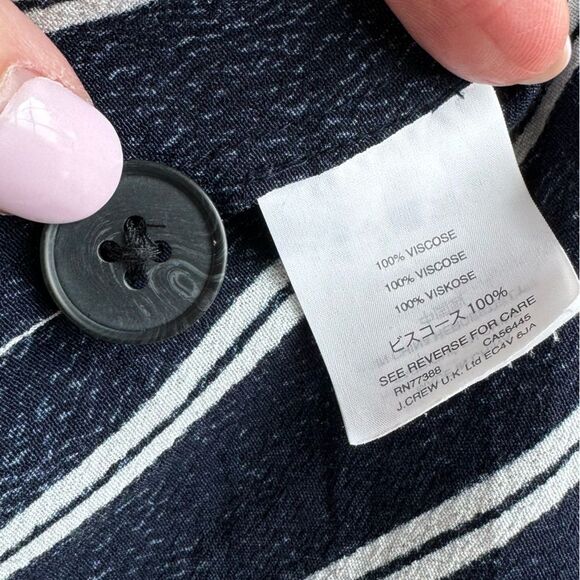 100% VISCOSE
100% VISCOSE
100% VISKOSE
ビスコース 100%
SEE REVERSE FOR CARE
RN77388 CA56445
J.CREW U.K. Ltd EC4V 6JA